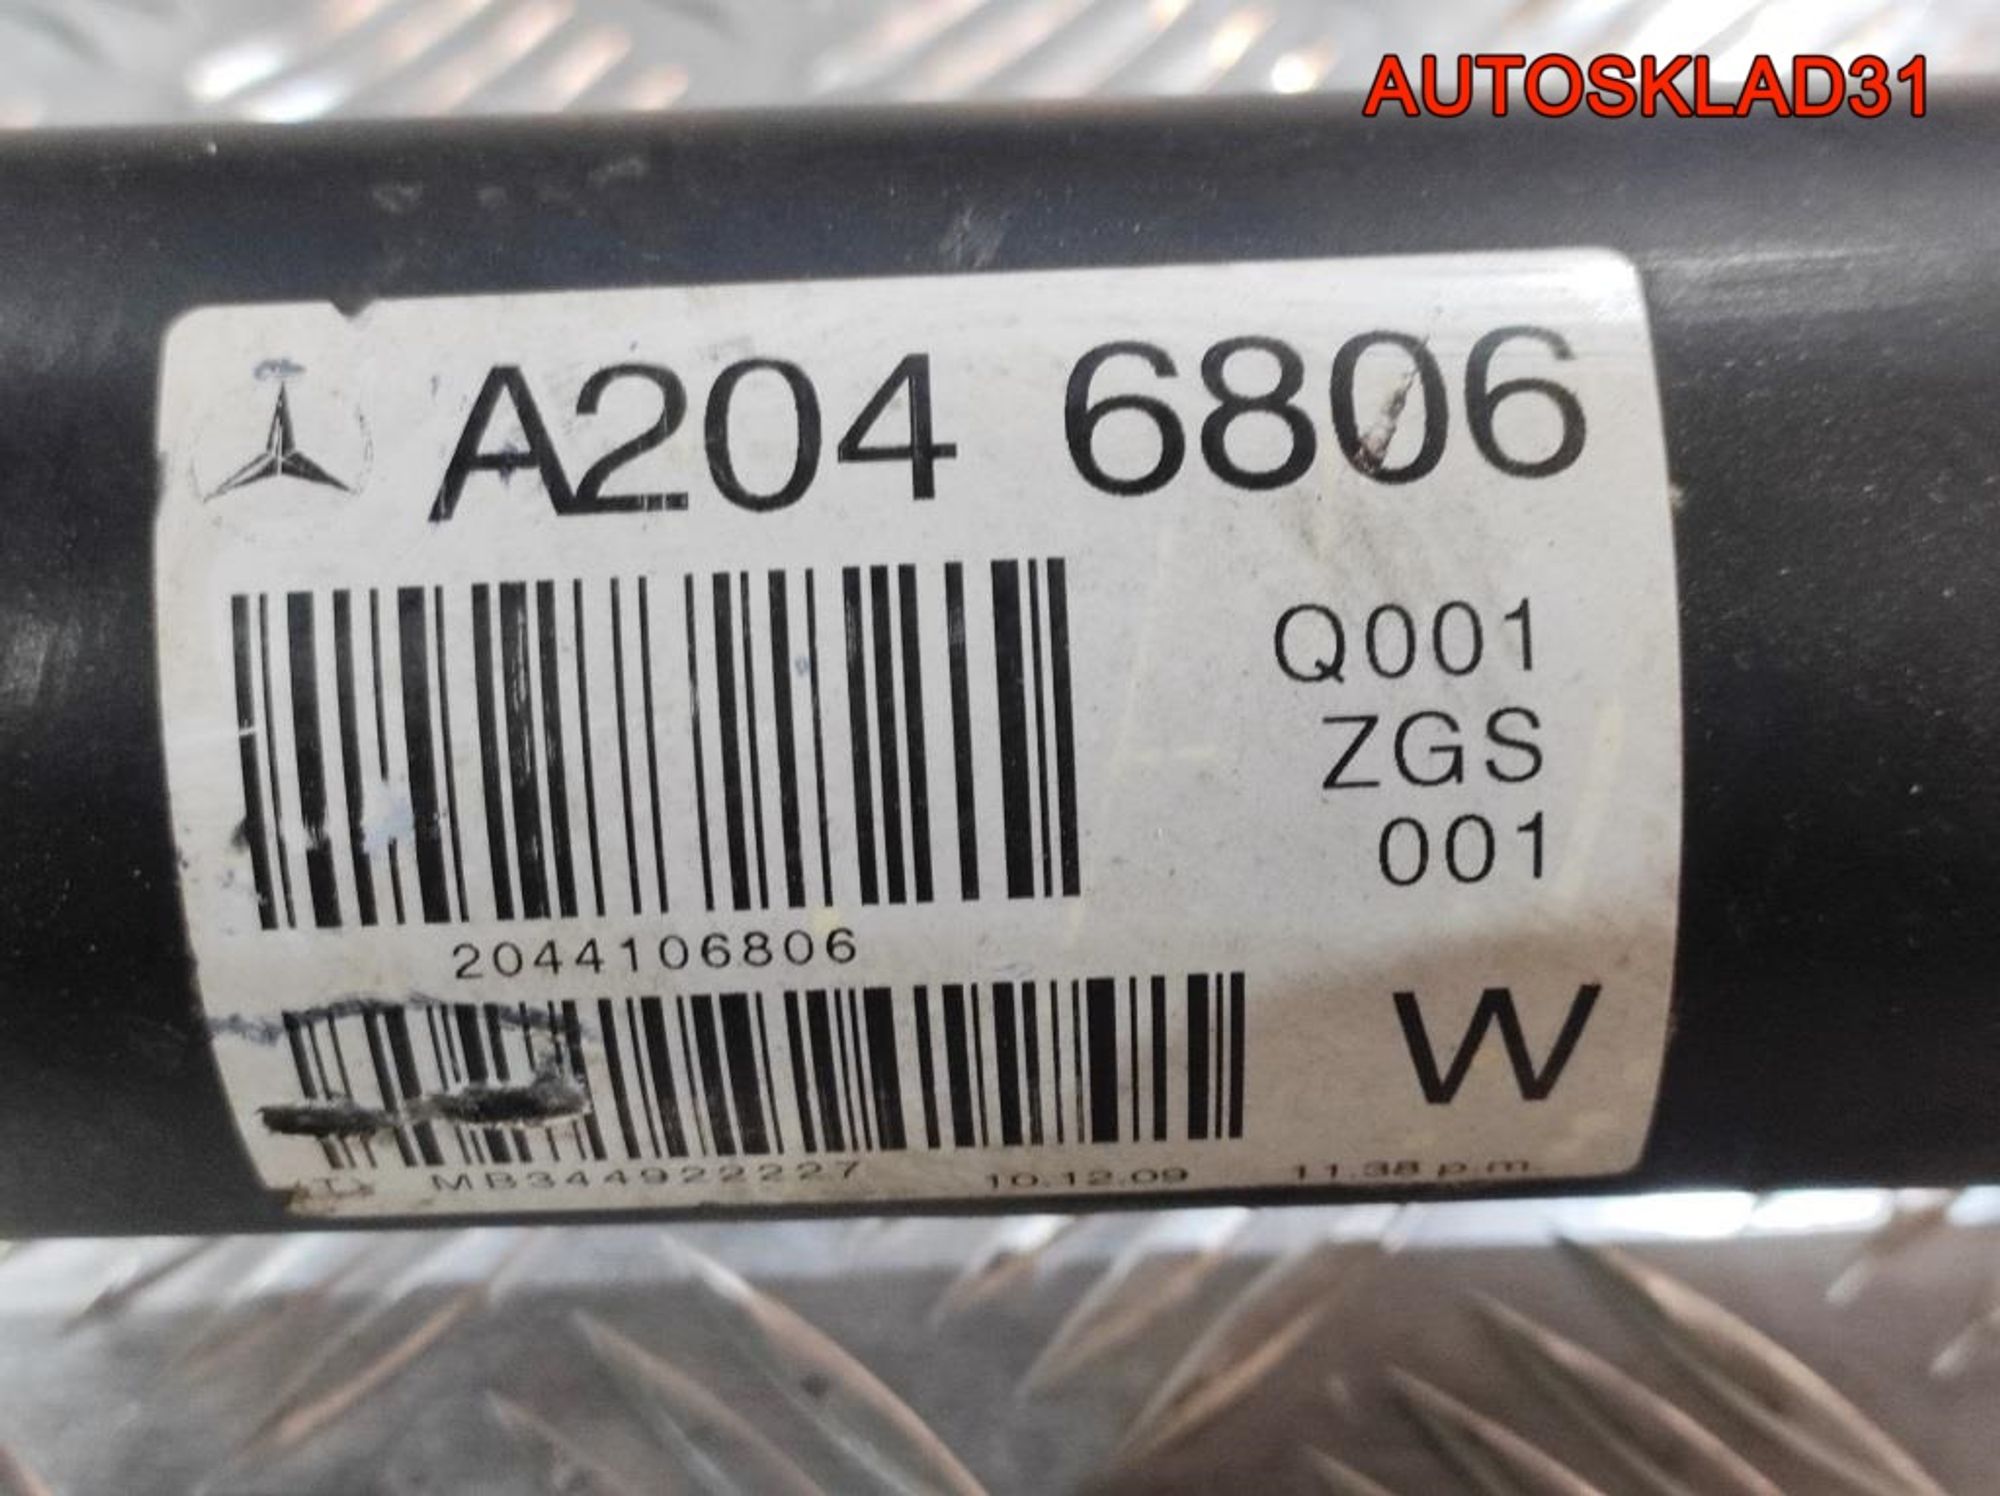 AUTOSKLAD31
A204 6806
Q001
ZGS
001
2044106806
W
MB344922227 10.12.09 11.38 p.m.